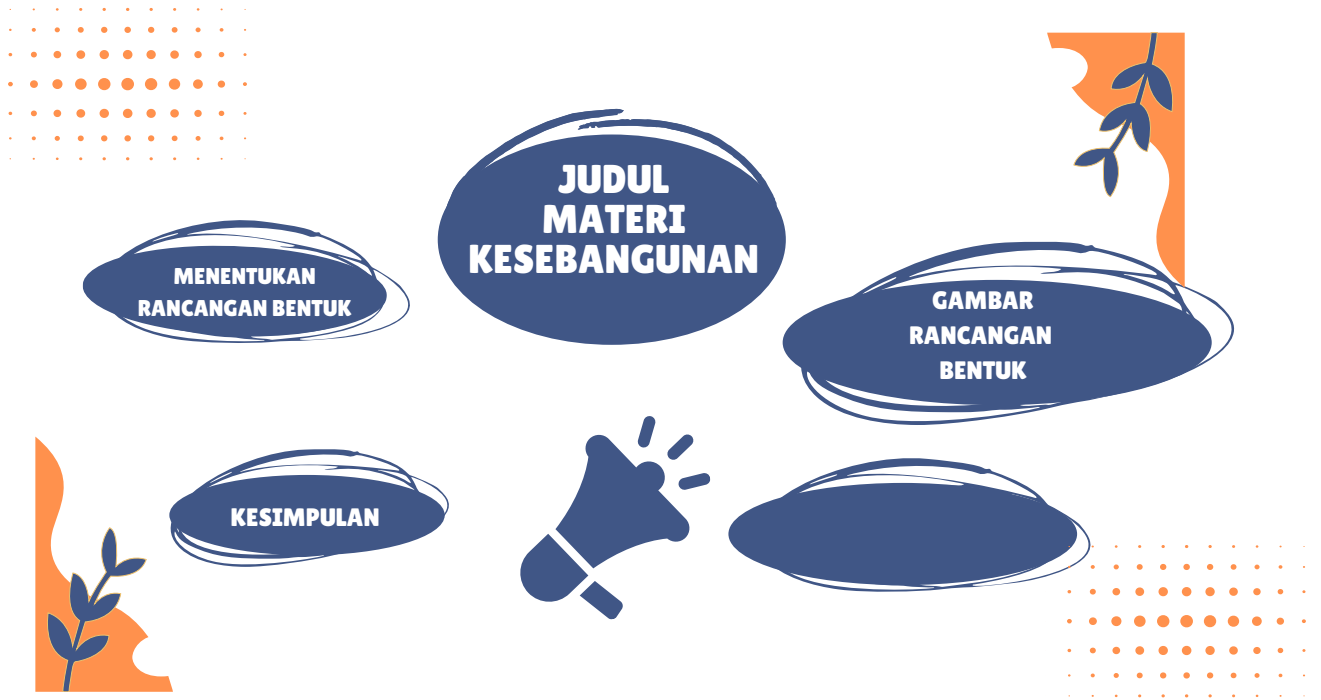 JUDUL
MATERI
KESEBANGUNAN
MENENTUKAN
RANCANGAN BENTUK
GAMBAR
RANCANGAN
BENTUK
KESIMPULAN